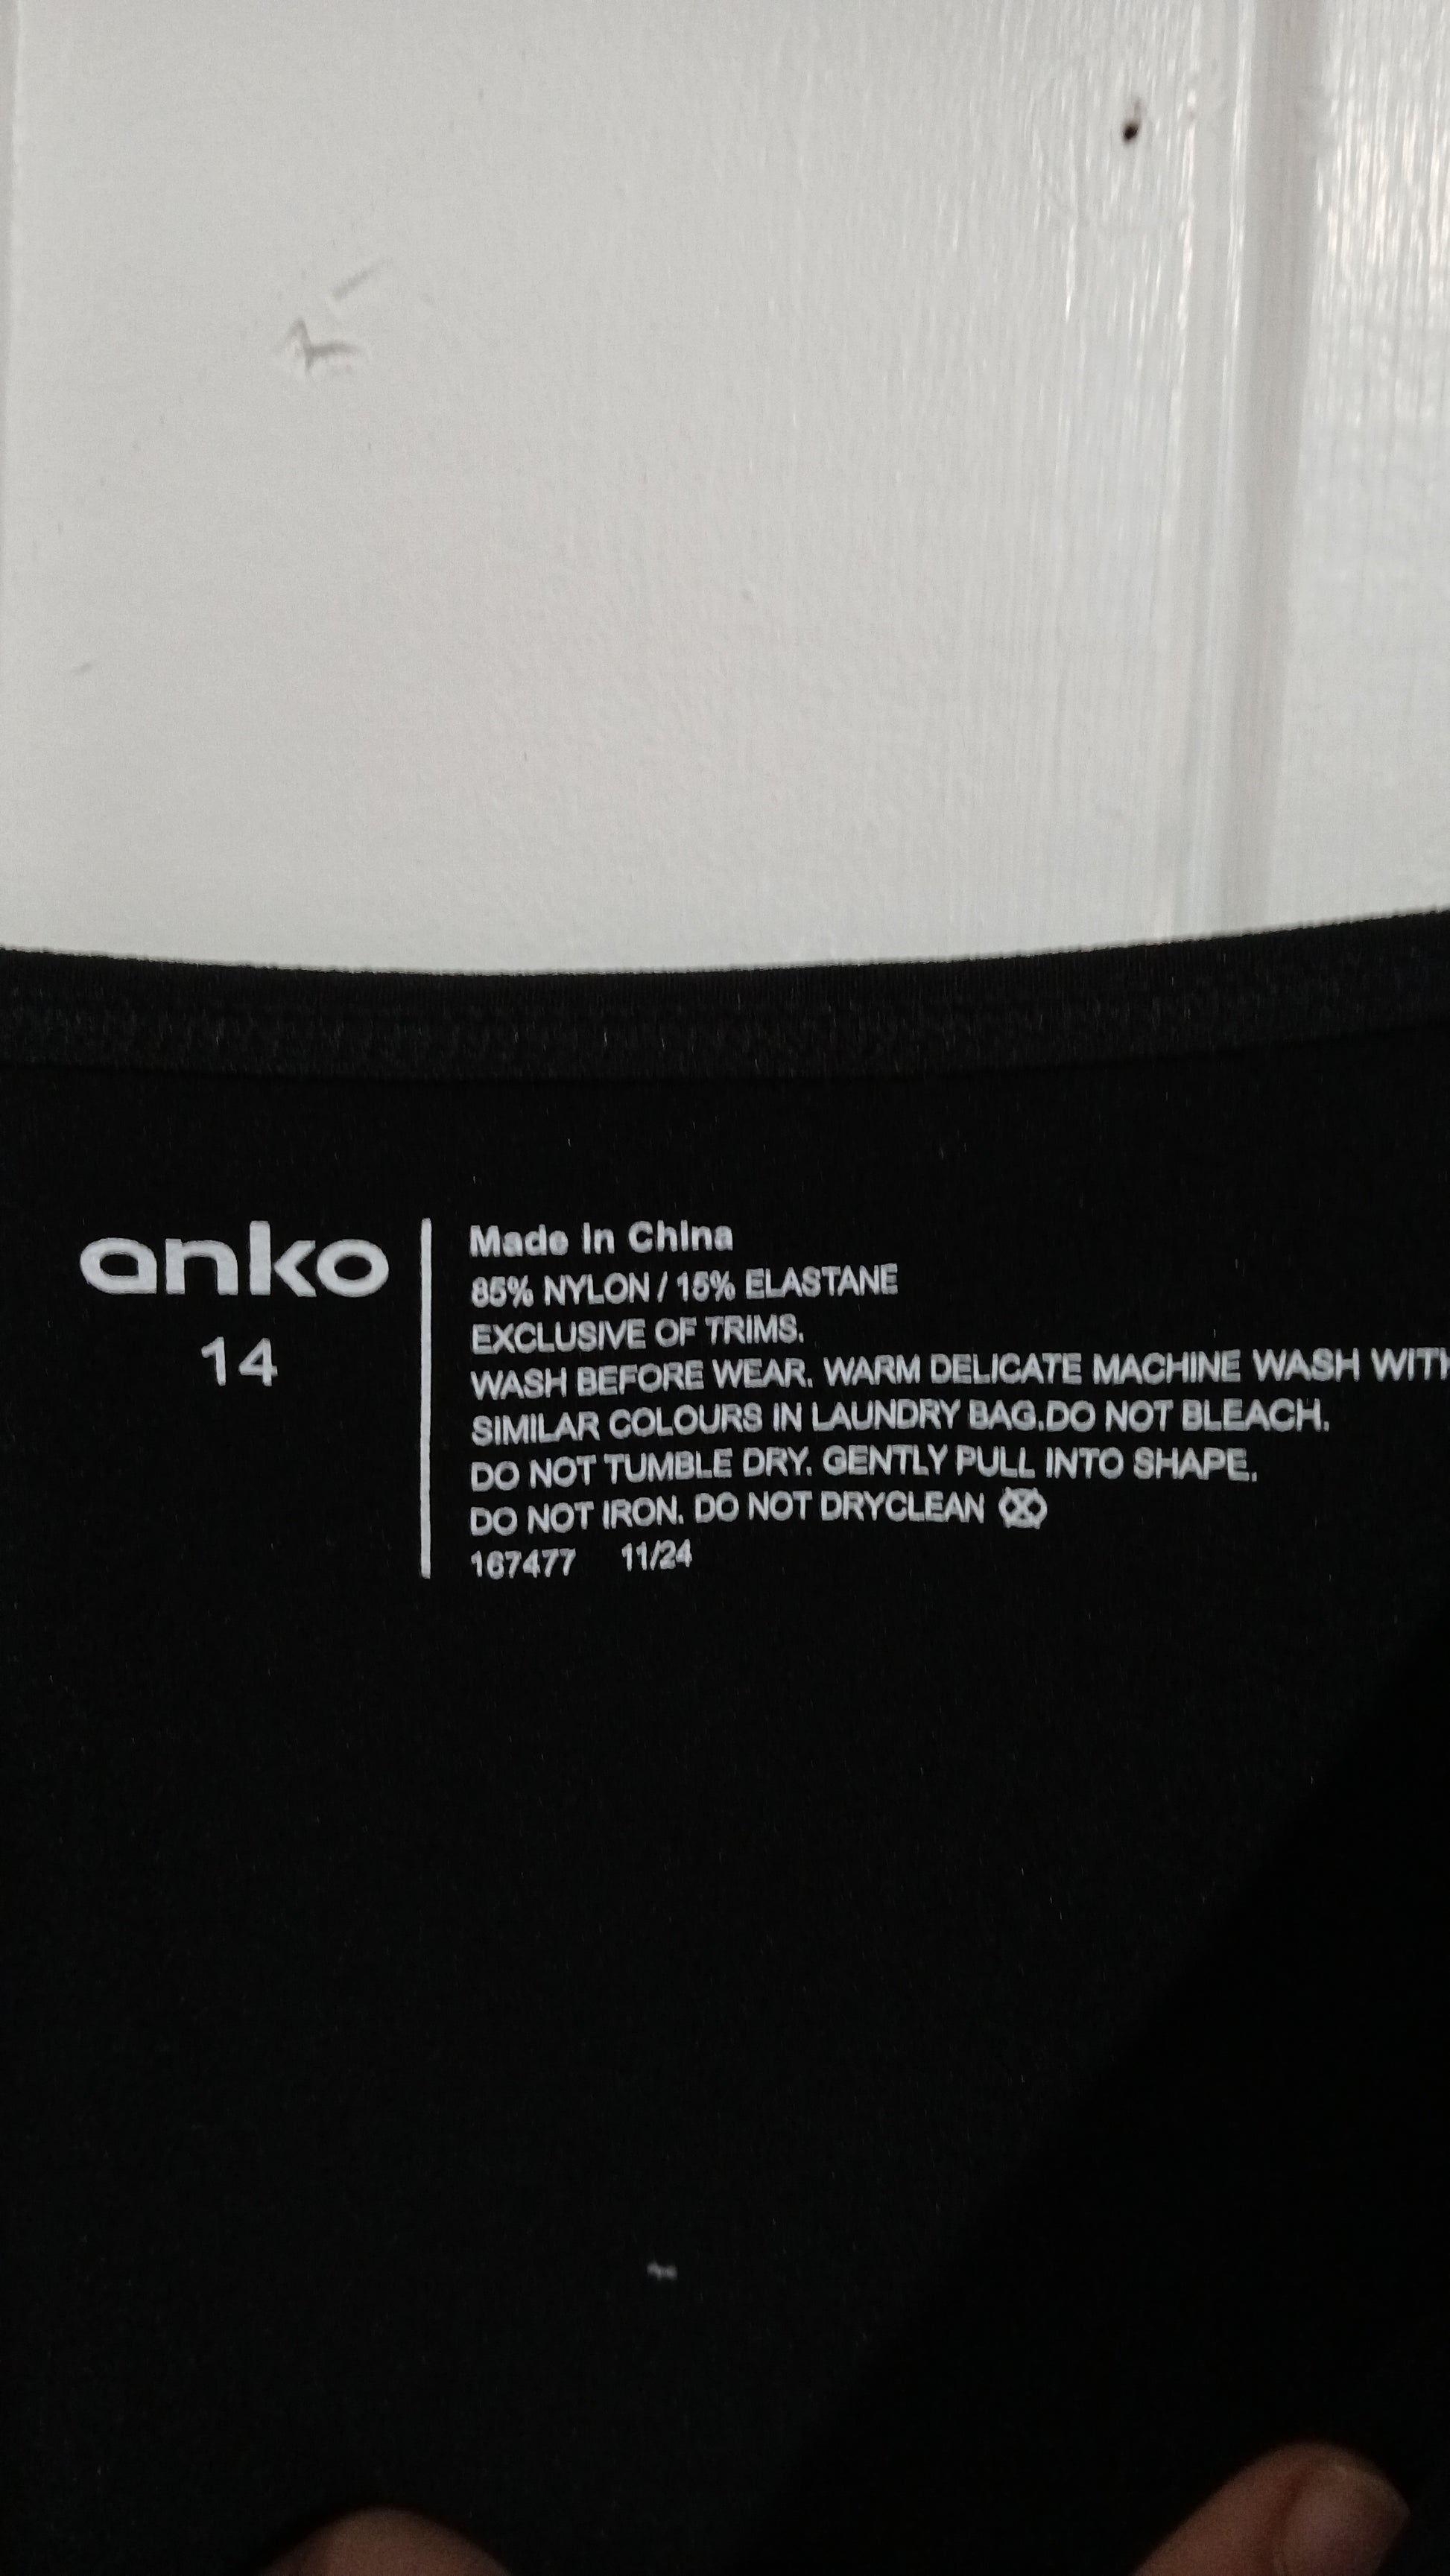 anko
14
Made In China
85% NYLON / 15% ELASTANE
EXCLUSIVE OF TRIMS.
WASH BEFORE WEAR. WARM DELICATE MACHINE WASH WITH
SIMILAR COLOURS IN LAUNDRY BAG.DO NOT BLEACH.
DO NOT TUMBLE DRY. GENTLY PULL INTO SHAPE.
DO NOT IRON. DO NOT DRYCLEAN
167477 11/24